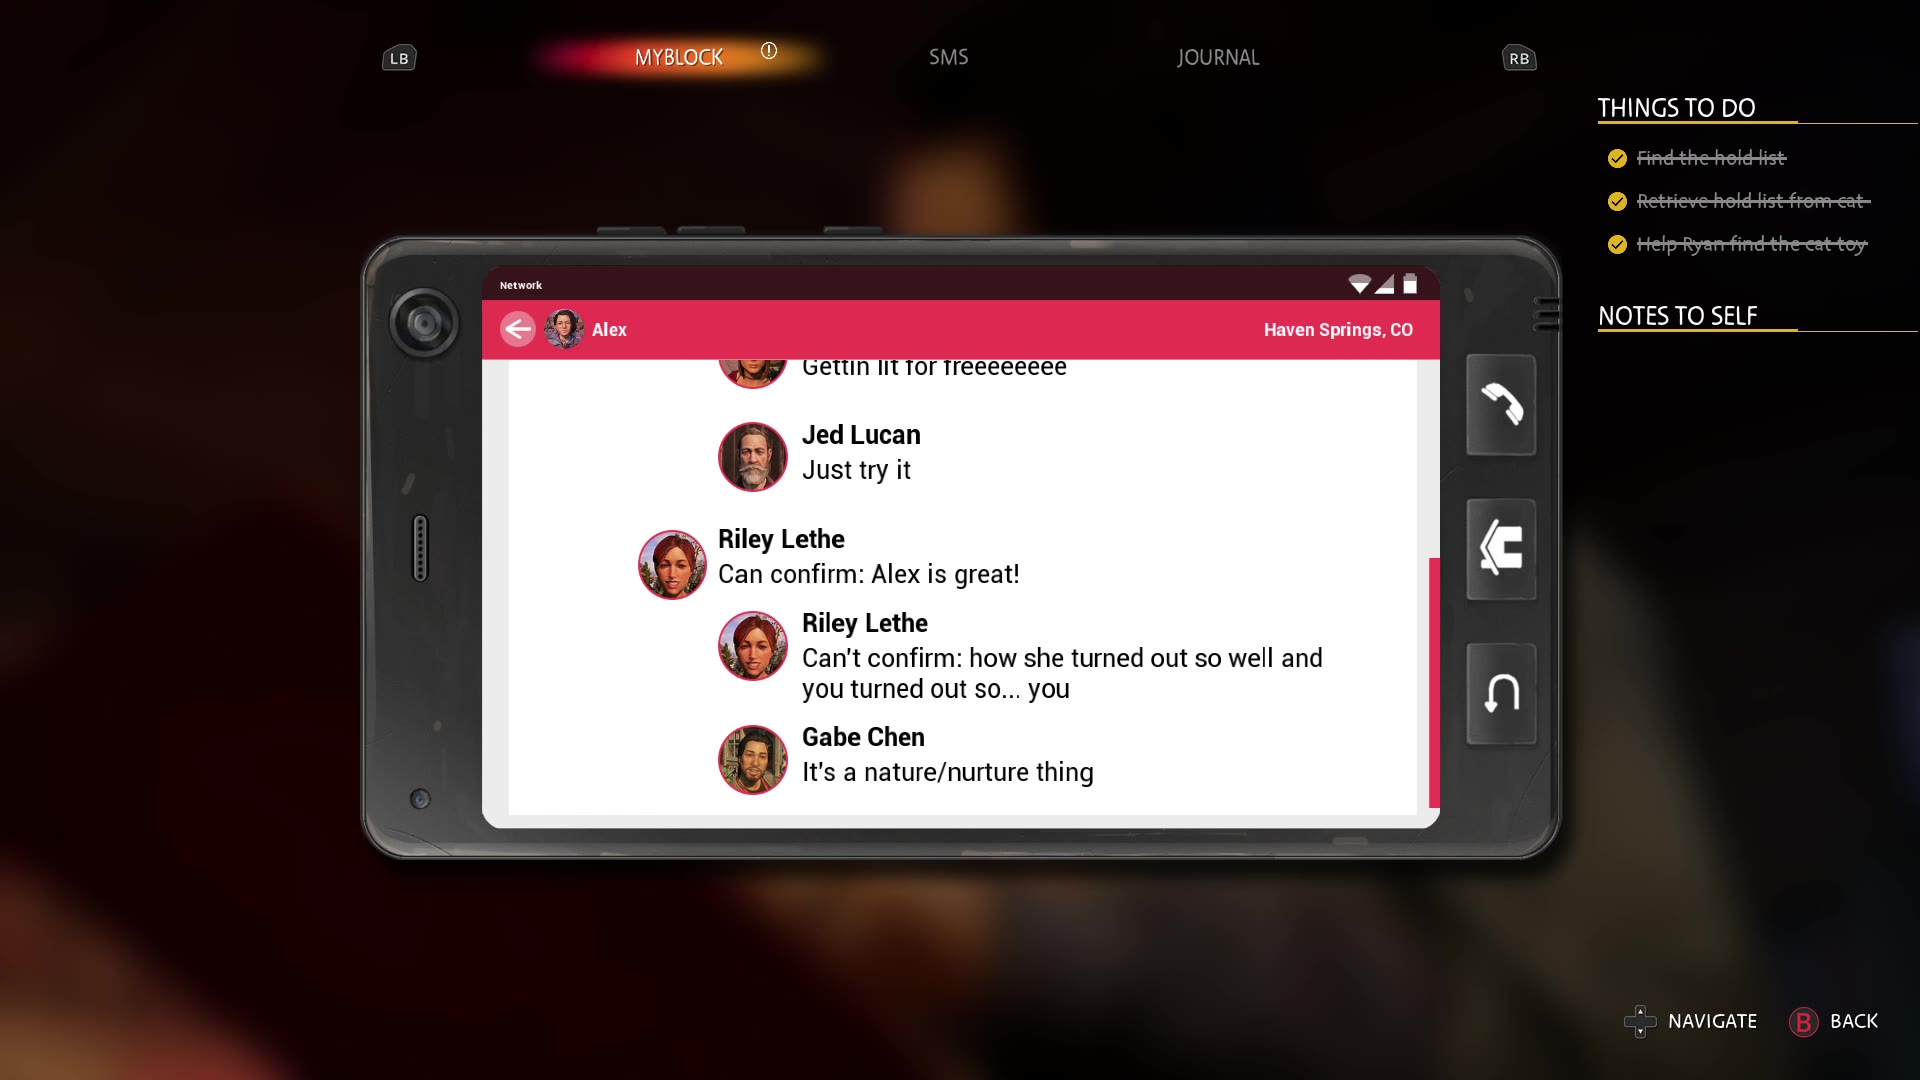 LB
MYBLOCK
SMS
JOURNAL
RB
THINGS TO DO
Find the hold list
Retrieve hold list from cat
Help Ryan find the cat toy
NOTES TO SELF
Network
Alex
Haven Springs, CO
Gettin lit for freeeeeeee
Jed Lucan
Just try it
Riley Lethe
Can confirm: Alex is great!
Riley Lethe
Can't confirm: how she turned out so well and
you turned out so... you
Gabe Chen
It's a nature/nurture thing
NAVIGATE
B BACK